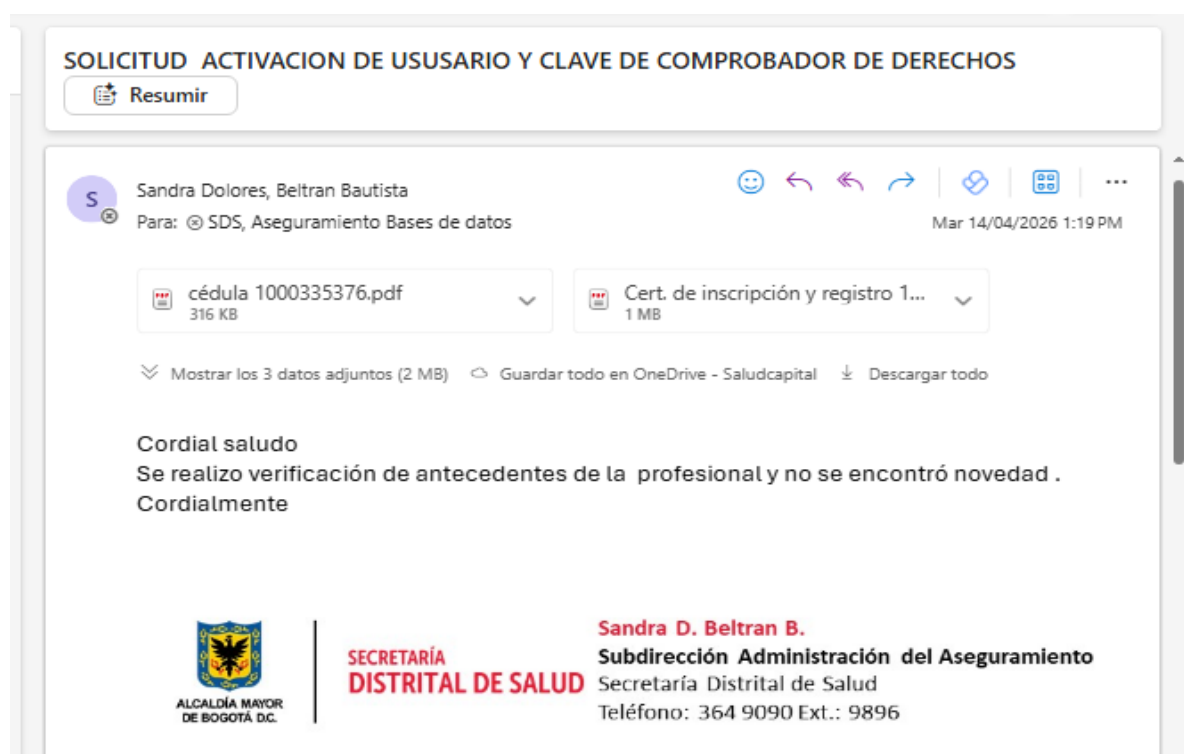 SOLICITUD ACTIVACION DE USUSARIO Y CLAVE DE COMPROBADOR DE DERECHOS
Resumir
S
Sandra Dolores, Beltran Bautista
Para: SDS, Aseguramiento Bases de datos
Mar 14/04/2026 1:19 PM
cédula 1000335376.pdf
316 KB
Cert. de inscripción y registro 1...
1 MB
Mostrar los 3 datos adjuntos (2 MB) Guardar todo en OneDrive - Saludcapital Descargar todo
Cordial saludo
Se realizo verificación de antecedentes de la profesional y no se encontró novedad .
Cordialmente
ALCALDÍA MAYOR
DE BOGOTÁ D.C.
SECRETARÍA
DISTRITAL DE SALUD
Sandra D. Beltran B.
Subdirección Administración del Aseguramiento
Secretaría Distrital de Salud
Teléfono: 364 9090 Ext.: 9896